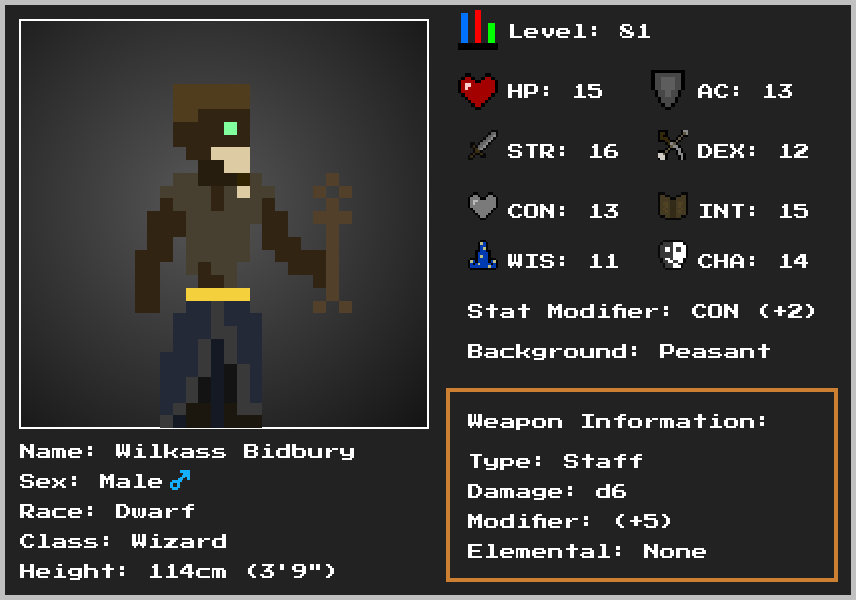 Level: 81
HP: 15 AC: 13
STR: 16 DEX: 12
CON: 13 INT: 15
WIS: 11 CHA: 14
Stat Modifier: CON (+2)
Background: Peasant
Weapon Information:
Type: Staff
Damage: d6
Modifier: (+5)
Elemental: None
Name: Wilkass Bidbury
Sex: Male ♂
Race: Dwarf
Class: Wizard
Height: 114cm (3'9")